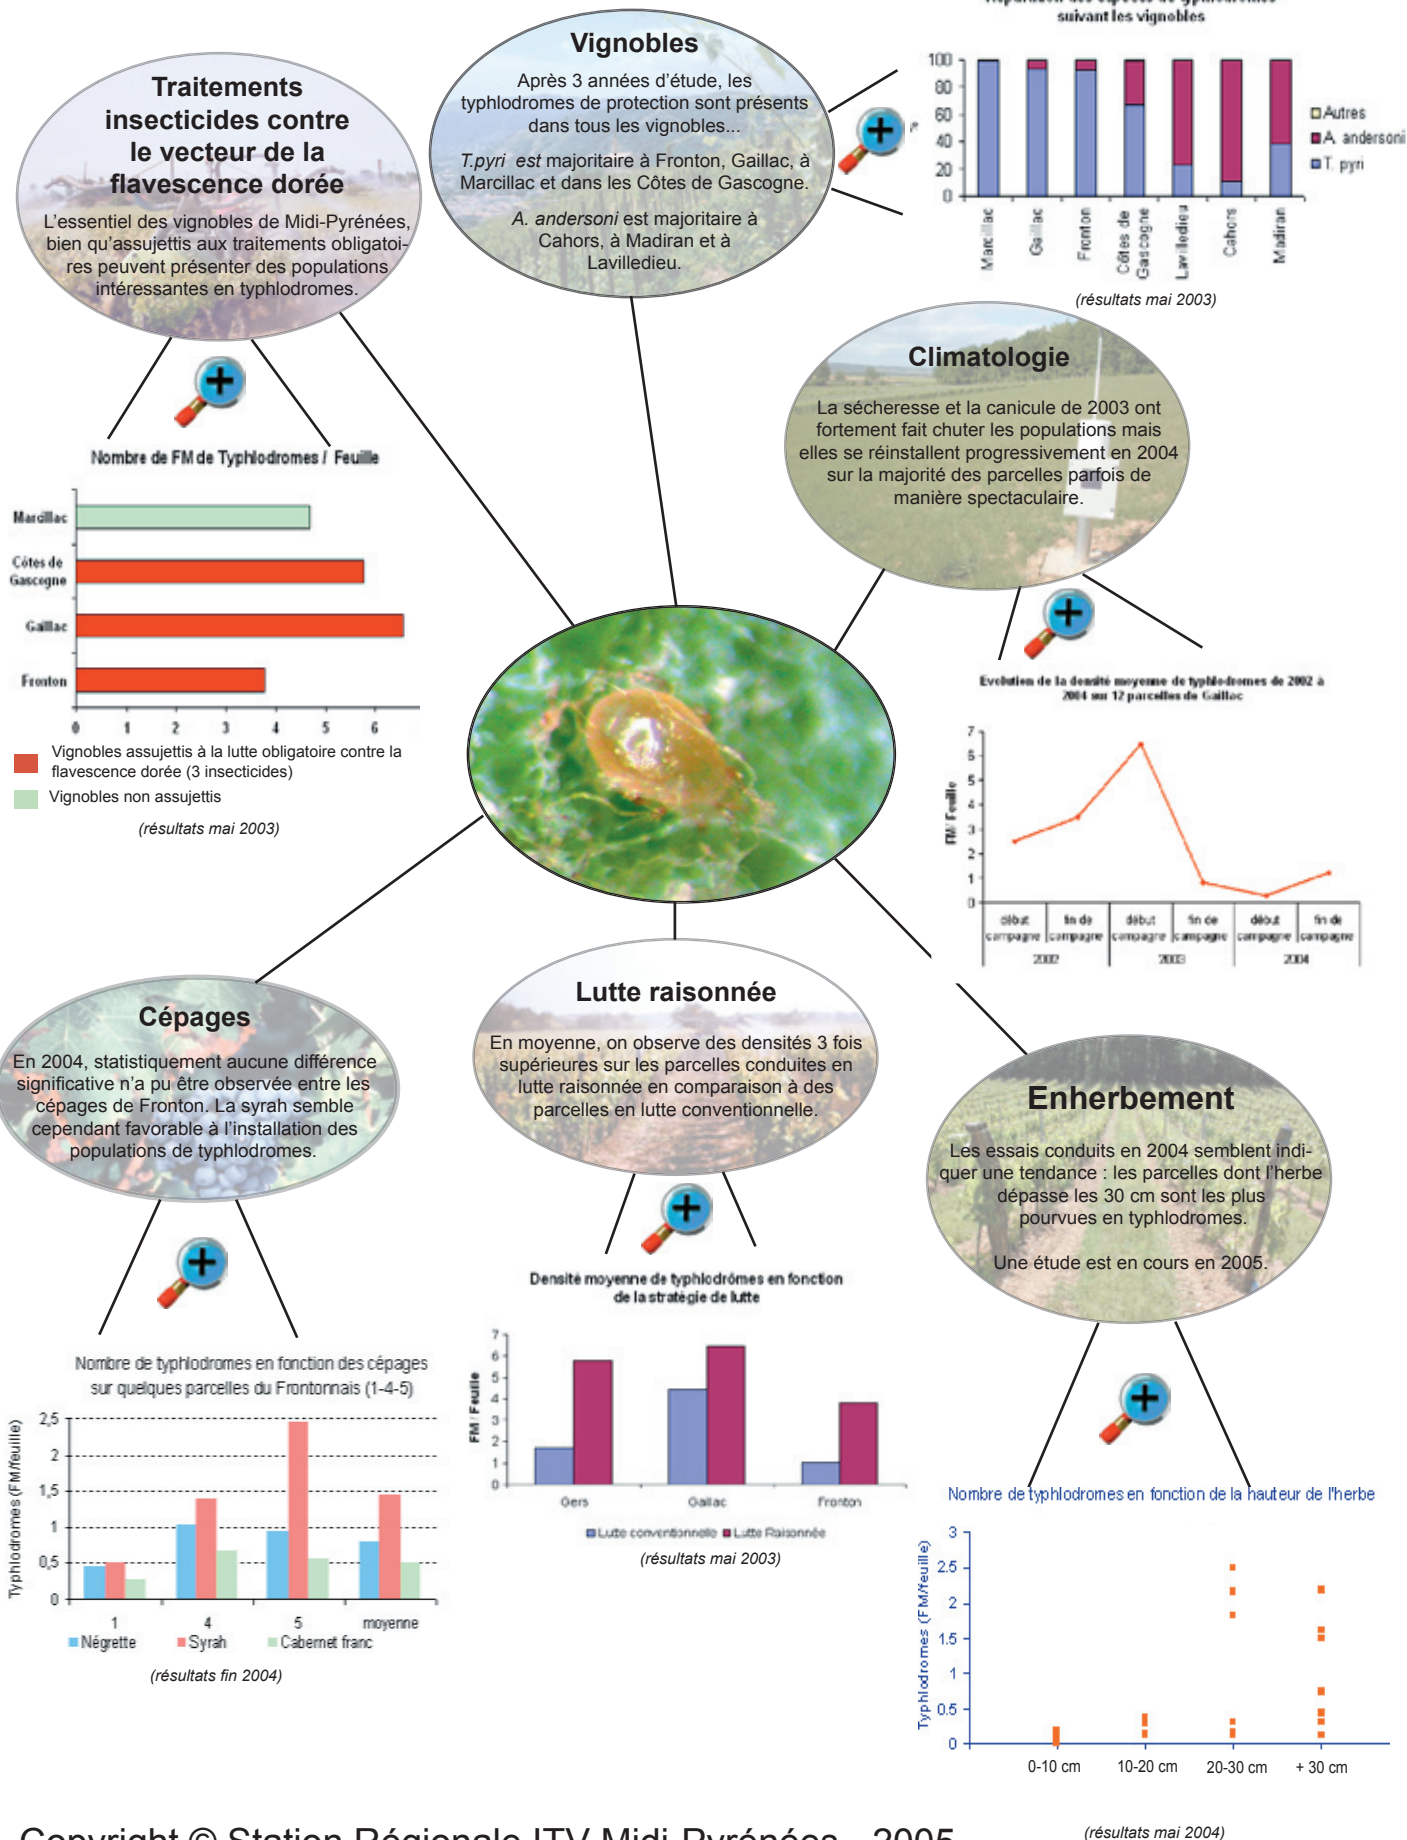 Répartition des espèces de typhlodromes
suivant les vignobles
Vignobles
Après 3 années d'étude, les
typhlodromes de protection sont présents
dans tous les vignobles...
T.pyri est majoritaire à Fronton, Gaillac, à
Marcillac et dans les Côtes de Gascogne.
A. andersoni est majoritaire à
Cahors, à Madiran et à
Lavilledieu.
100
80
60
40
20
0
%
Marcillac
Gaillac
Fronton
Côtes de
Gascogne
Lavilledieu
Cahors
Madiran
Autres
A. andersoni
T. pyri
(résultats mai 2003)
Traitements
insecticides contre
le vecteur de la
flavescence dorée
L'essentiel des vignobles de Midi-Pyrénées,
bien qu'assujettis aux traitements obligatoi-
res peuvent présenter des populations
intéressantes en typhlodromes.
Nombre de FM de Typhlodromes / Feuille
Marcillac
Côtes de
Gascogne
Gaillac
Fronton
0 1 2 3 4 5 6
Vignobles assujettis à la lutte obligatoire contre la
flavescence dorée (3 insecticides)
Vignobles non assujettis
(résultats mai 2003)
Climatologie
La sécheresse et la canicule de 2003 ont
fortement fait chuter les populations mais
elles se réinstallent progressivement en 2004
sur la majorité des parcelles parfois de
manière spectaculaire.
Evolution de la densité moyenne de typhlodromes de 2002 à
2004 sur 12 parcelles de Gaillac
FM/ Feuille
7
6
5
4
3
2
1
0
début campagne
fin de campagne
début campagne
fin de campagne
début campagne
fin de campagne
2002 2003 2004
Cépages
En 2004, statistiquement aucune différence
significative n'a pu être observée entre les
cépages de Fronton. La syrah semble
cependant favorable à l'installation des
populations de typhlodromes.
Nombre de typhlodromes en fonction des cépages
sur quelques parcelles du Frontonnais (1-4-5)
Typhlodromes (FM/feuille)
2,5
2
1,5
1
0,5
0
1 4 5 moyenne
Négrette Syrah Cabernet franc
(résultats fin 2004)
Lutte raisonnée
En moyenne, on observe des densités 3 fois
supérieures sur les parcelles conduites en
lutte raisonnée en comparaison à des
parcelles en lutte conventionnelle.
Densité moyenne de typhlodrómes en fonction
de la stratégie de lutte
FM / Feuille
7
6
5
4
3
2
1
0
Gers Gaillac Fronton
Lutte conventionnelle Lutte Raisonnée
(résultats mai 2003)
Enherbement
Les essais conduits en 2004 semblent indi-
quer une tendance : les parcelles dont l'herbe
dépasse les 30 cm sont les plus
pourvues en typhlodromes.
Une étude est en cours en 2005.
Nombre de typhlodromes en fonction de la hauteur de l'herbe
Typhlodromes (FM/feuille)
3
2.5
2
1.5
1
0.5
0
0-10 cm 10-20 cm 20-30 cm + 30 cm
(résultats mai 2004)
Copyright © Station Régionale ITV Midi-Pyrénées - 2005